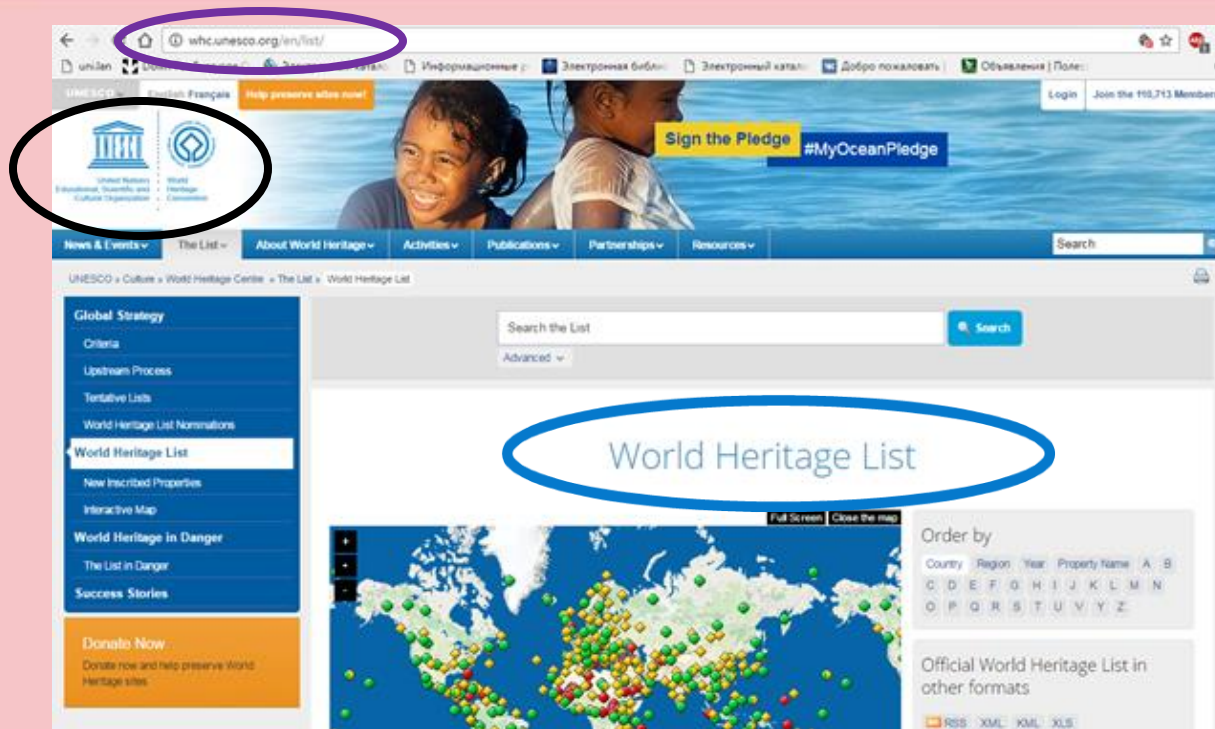 whc.unesco.org/en/list/
uniJan
Информационные р
Электронная библи
Электронный катал
Добро пожаловать |
Объявления | Полес
UNESCO English Français Help preserve sites now! Login Join the 110,713 Members
United Nations
Educational, Scientific and
Cultural Organization
World
Heritage
Convention
Sign the Pledge
#MyOceanPledge
News & Events The List About World Heritage Activities Publications Partnerships Resources Search
UNESCO » Culture » World Heritage Centre » The List » World Heritage List
Global Strategy
Criteria
Upstream Process
Tentative Lists
World Heritage List Nominations
World Heritage List
New Inscribed Properties
Interactive Map
World Heritage in Danger
The List in Danger
Success Stories
Donate Now
Donate now and help preserve World
Heritage sites
Search the List Search
Advanced
World Heritage List
Full Screen Close the map
+
+
-
Order by
Country Region Year Property Name A B
C D E F G H I J K L M N
O P Q R S T U V Y Z
Official World Heritage List in
other formats
RSS XML KML XLS